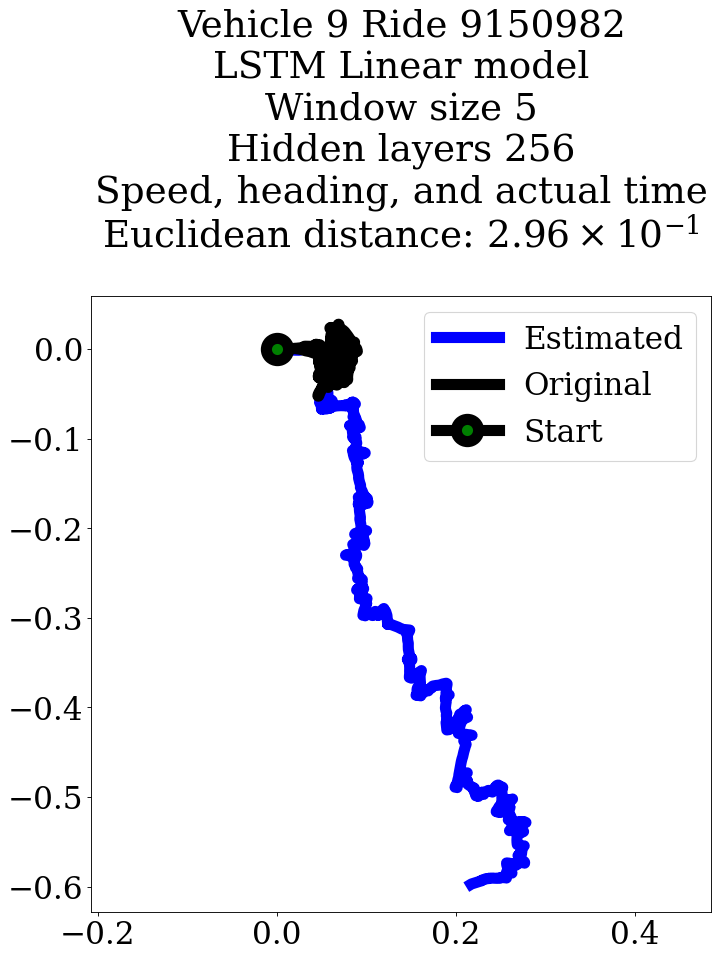 Vehicle 9 Ride 9150982
LSTM Linear model
Window size 5
Hidden layers 256
Speed, heading, and actual time
Euclidean distance: 2.96 × 10⁻¹
Estimated
Original
Start
0.0
−0.1
−0.2
−0.3
−0.4
−0.5
−0.6
−0.2 0.0 0.2 0.4